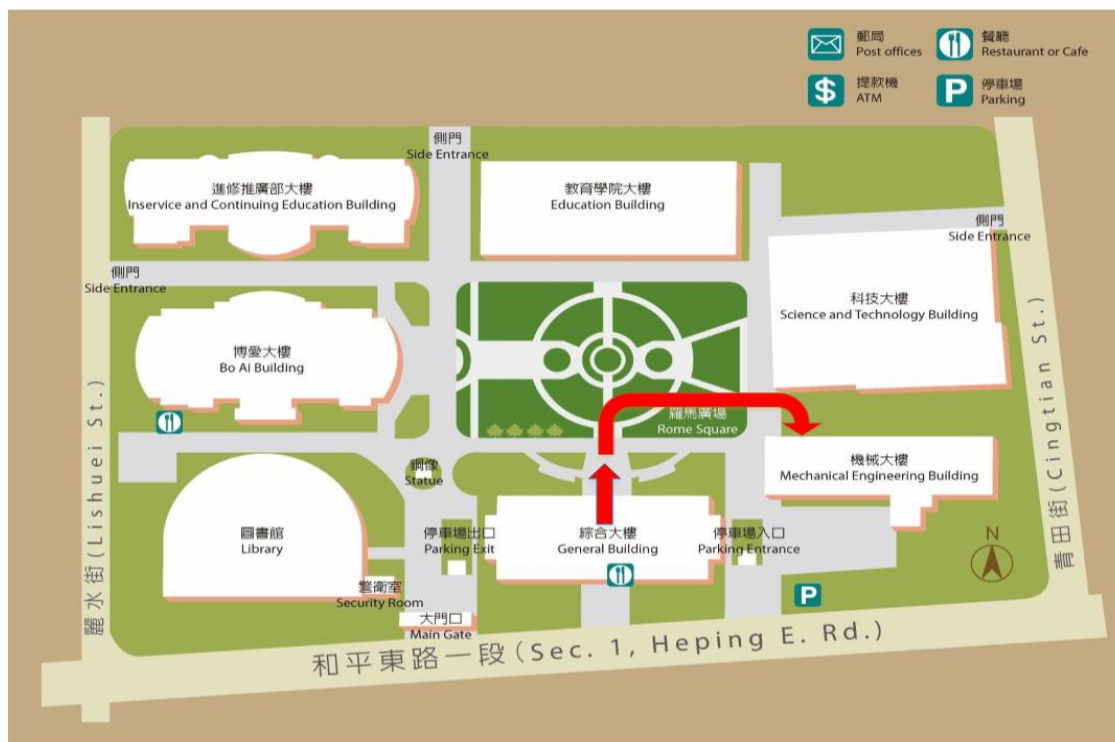 郵局
Post offices
餐廳
Restaurant or Cafe
$
提款機
ATM
P
停車場
Parking
側門
Side Entrance
進修推廣部大樓
Inservice and Continuing Education Building
教育學院大樓
Education Building
側門
Side Entrance
側門
Side Entrance
科技大樓
Science and Technology Building
博愛大樓
Bo Ai Building
羅馬廣場
Rome Square
銅像
Statue
機械大樓
Mechanical Engineering Building
圖書館
Library
停車場出口
Parking Exit
綜合大樓
General Building
停車場入口
Parking Entrance
N
警衛室
Security Room
P
大門口
Main Gate
麗水街(Lishuei St.)
青田街(Cingtian St.)
和平東路一段(Sec. 1, Heping E. Rd.)